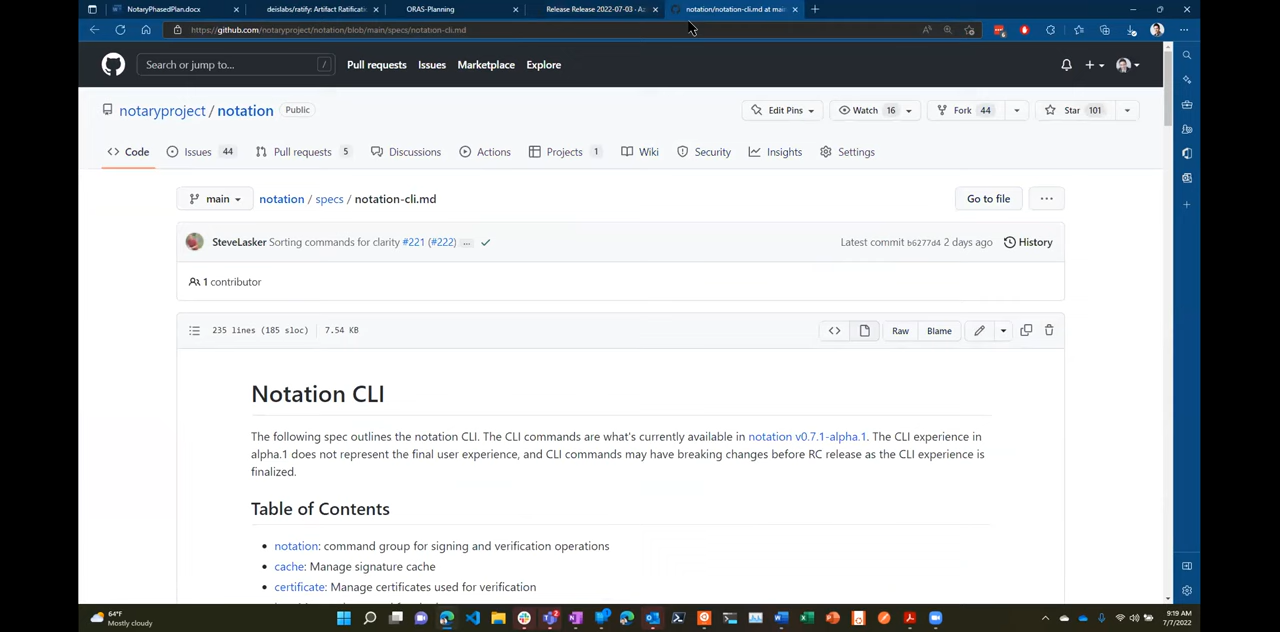 NotaryPhasedPlan.docx
deislabs/ratify: Artifact Ratificat
ORAS-Planning
Release Release 2022-07-03 - Az
notation/notation-cli.md at mai
https://github.com/notaryproject/notation/blob/main/specs/notation-cli.md
Search or jump to...
/
Pull requests
Issues
Marketplace
Explore
notaryproject / notation
Public
Edit Pins
Watch 16
Fork 44
Star 101
Code
Issues 44
Pull requests 5
Discussions
Actions
Projects 1
Wiki
Security
Insights
Settings
main
notation / specs / notation-cli.md
Go to file
SteveLasker Sorting commands for clarity #221 (#222)
Latest commit b6277d4 2 days ago
History
1 contributor
235 lines (185 sloc) | 7.54 KB
Raw
Blame
Notation CLI
The following spec outlines the notation CLI. The CLI commands are what's currently available in notation v0.7.1-alpha.1. The CLI experience in
alpha.1 does not represent the final user experience, and CLI commands may have breaking changes before RC release as the CLI experience is
finalized.
Table of Contents
notation: command group for signing and verification operations
cache: Manage signature cache
certificate: Manage certificates used for verification
64°F
Mostly cloudy
9:19 AM
7/7/2022